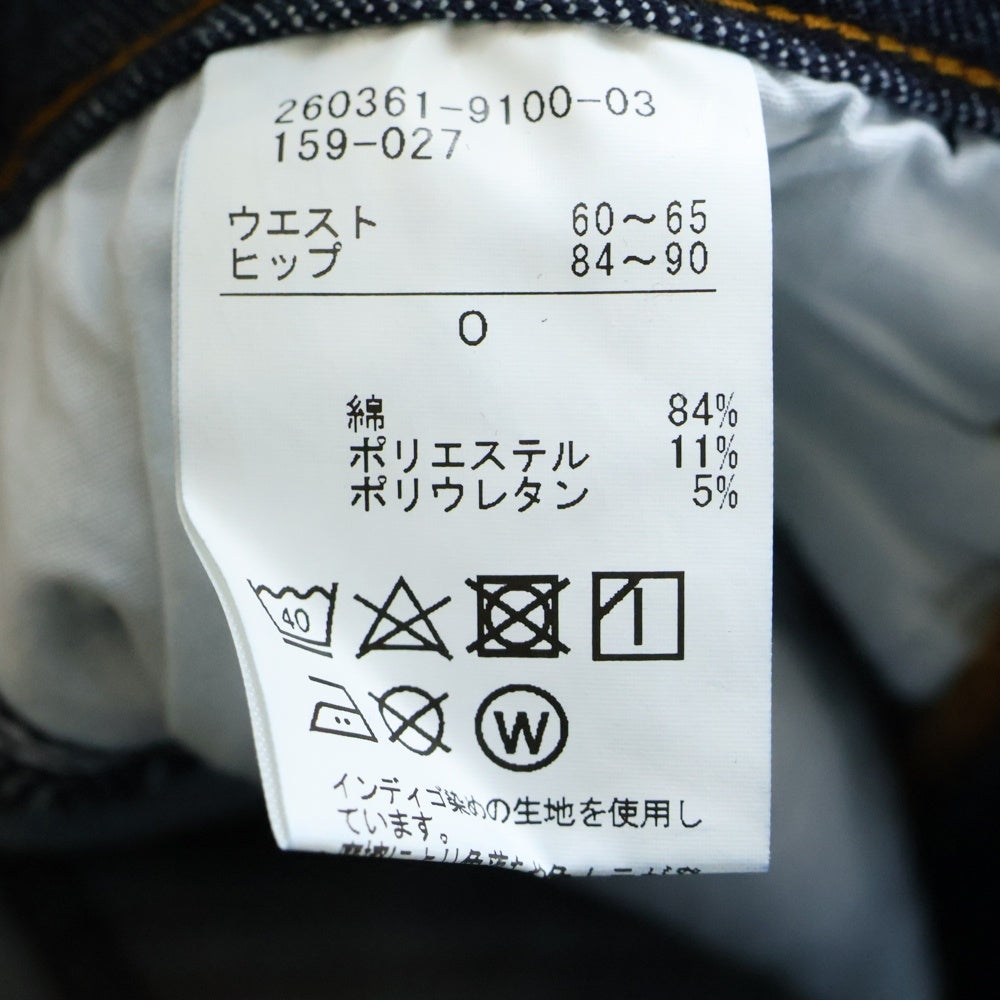 260361-9100-03
159-027
ウエスト 60～65
ヒップ 84～90
0
綿 84%
ポリエステル 11%
ポリウレタン 5%
40
W
インディゴ染めの生地を使用し
ています。